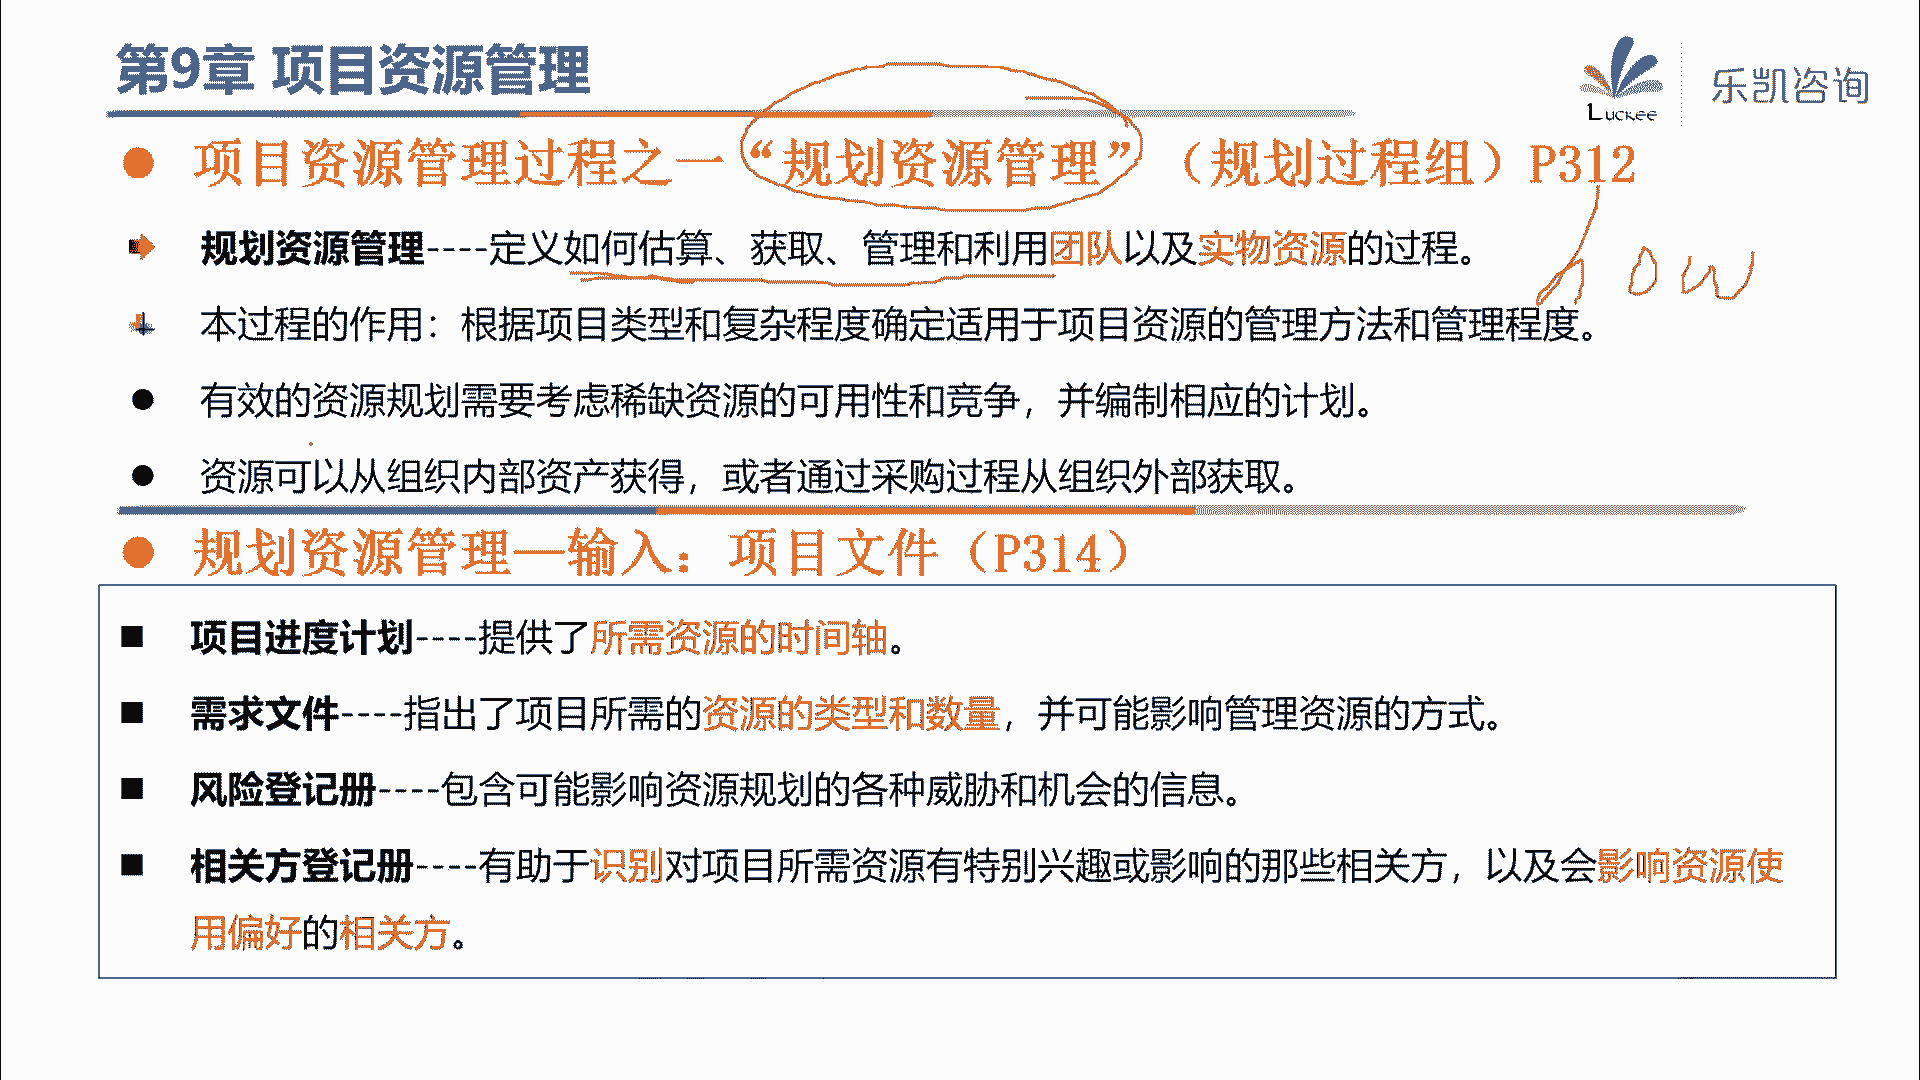 第9章 项目资源管理
Luckee
乐凯咨询
项目资源管理过程之一“规划资源管理”（规划过程组）P312
规划资源管理----定义如何估算、获取、管理和利用团队以及实物资源的过程。
how
本过程的作用：根据项目类型和复杂程度确定适用于项目资源的管理方法和管理程度。
有效的资源规划需要考虑稀缺资源的可用性和竞争，并编制相应的计划。
资源可以从组织内部资产获得，或者通过采购过程从组织外部获取。
规划资源管理—输入：项目文件（P314）
项目进度计划----提供了所需资源的时间轴。
需求文件----指出了项目所需的资源的类型和数量，并可能影响管理资源的方式。
风险登记册----包含可能影响资源规划的各种威胁和机会的信息。
相关方登记册----有助于识别对项目所需资源有特别兴趣或影响的那些相关方，以及会影响资源使
用偏好的相关方。